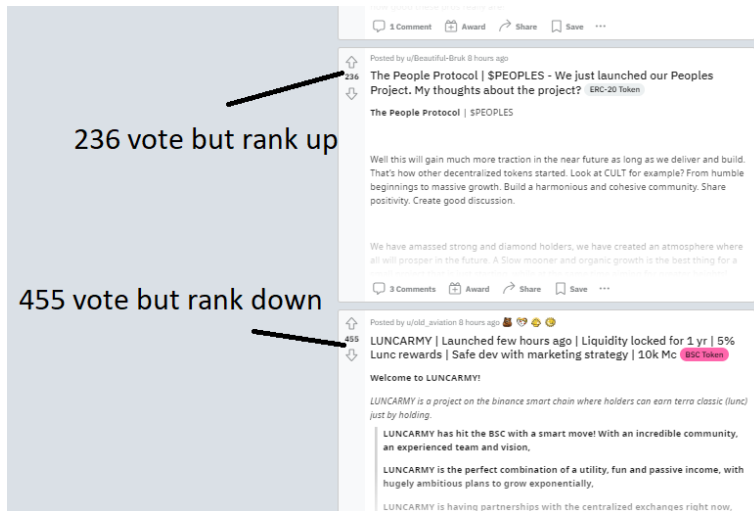 1 Comment Award Share Save
Posted by u/Beautiful-Bruk 8 hours ago
236
The People Protocol | $PEOPLES - We just launched our Peoples
Project. My thoughts about the project? ERC-20 Token
The People Protocol | $PEOPLES
236 vote but rank up
Well this will gain much more traction in the near future as long as we deliver and build.
That's how other decentralized tokens started. Look at CULT for example? From humble
beginnings to massive growth. Build a harmonious and cohesive community. Share
positivity. Create good discussion.
We have amassed strong and diamond holders, we have created an atmosphere where
all will prosper in the future. A Slow mooner and organic growth is the best thing for a
3 Comments Award Share Save
455 vote but rank down
Posted by u/old_aviation 8 hours ago
455
LUNCARMY | Launched few hours ago | Liquidity locked for 1 yr | 5%
Lunc rewards | Safe dev with marketing strategy | 10k Mc BSC Token
Welcome to LUNCARMY!
LUNCARMY is a project on the binance smart chain where holders can earn terra classic (lunc)
just by holding.
LUNCARMY has hit the BSC with a smart move! With an incredible community,
an experienced team and vision,
LUNCARMY is the perfect combination of a utility, fun and passive income, with
hugely ambitious plans to grow exponentially,
LUNCARMY is having partnerships with the centralized exchanges right now,